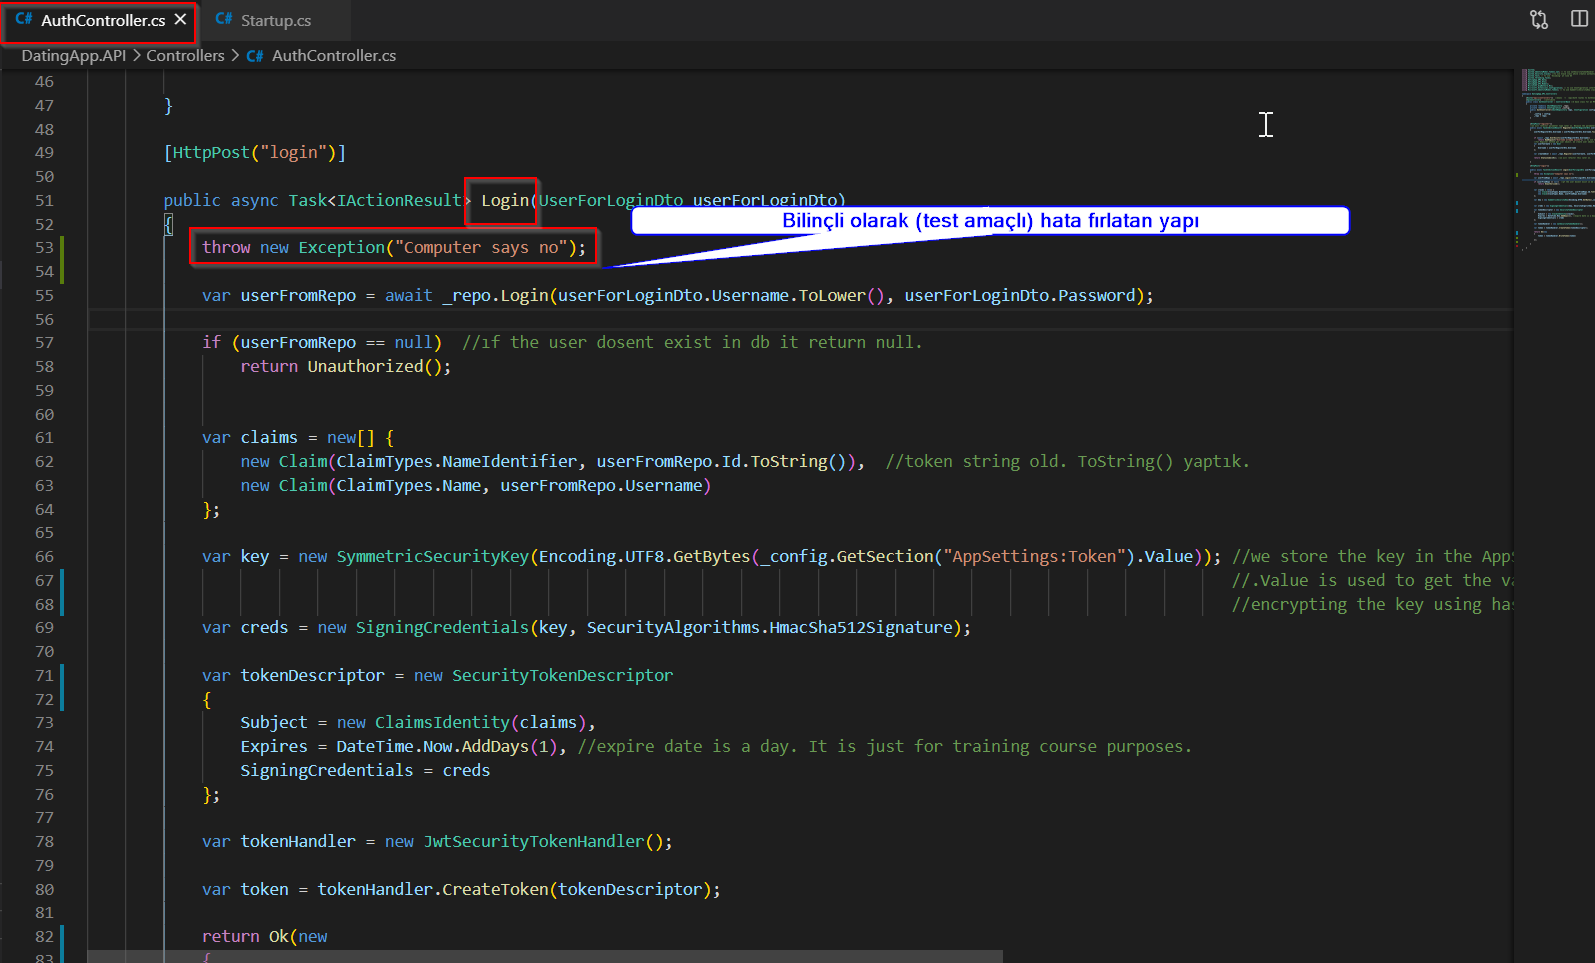 C# AuthController.cs ✕ C# Startup.cs
DatingApp.API > Controllers > C# AuthController.cs
46
47 }
48
49 [HttpPost("login")]
50
51 public async Task<IActionResult> Login(UserForLoginDto userForLoginDto)
52 {
Bilinçli olarak (test amaçlı) hata fırlatan yapı
53 throw new Exception("Computer says no");
54
55 var userFromRepo = await _repo.Login(userForLoginDto.Username.ToLower(), userForLoginDto.Password);
56
57 if (userFromRepo == null) //ıf the user dosent exist in db it return null.
58 return Unauthorized();
59
60
61 var claims = new[] {
62 new Claim(ClaimTypes.NameIdentifier, userFromRepo.Id.ToString()), //token string old. ToString() yaptık.
63 new Claim(ClaimTypes.Name, userFromRepo.Username)
64 };
65
66 var key = new SymmetricSecurityKey(Encoding.UTF8.GetBytes(_config.GetSection("AppSettings:Token").Value)); //we store the key in the App
67 //.Value is used to get the
68 //encrypting the key using
69 var creds = new SigningCredentials(key, SecurityAlgorithms.HmacSha512Signature);
70
71 var tokenDescriptor = new SecurityTokenDescriptor
72 {
73 Subject = new ClaimsIdentity(claims),
74 Expires = DateTime.Now.AddDays(1), //expire date is a day. It is just for training course purposes.
75 SigningCredentials = creds
76 };
77
78 var tokenHandler = new JwtSecurityTokenHandler();
79
80 var token = tokenHandler.CreateToken(tokenDescriptor);
81
82 return Ok(new
83 {